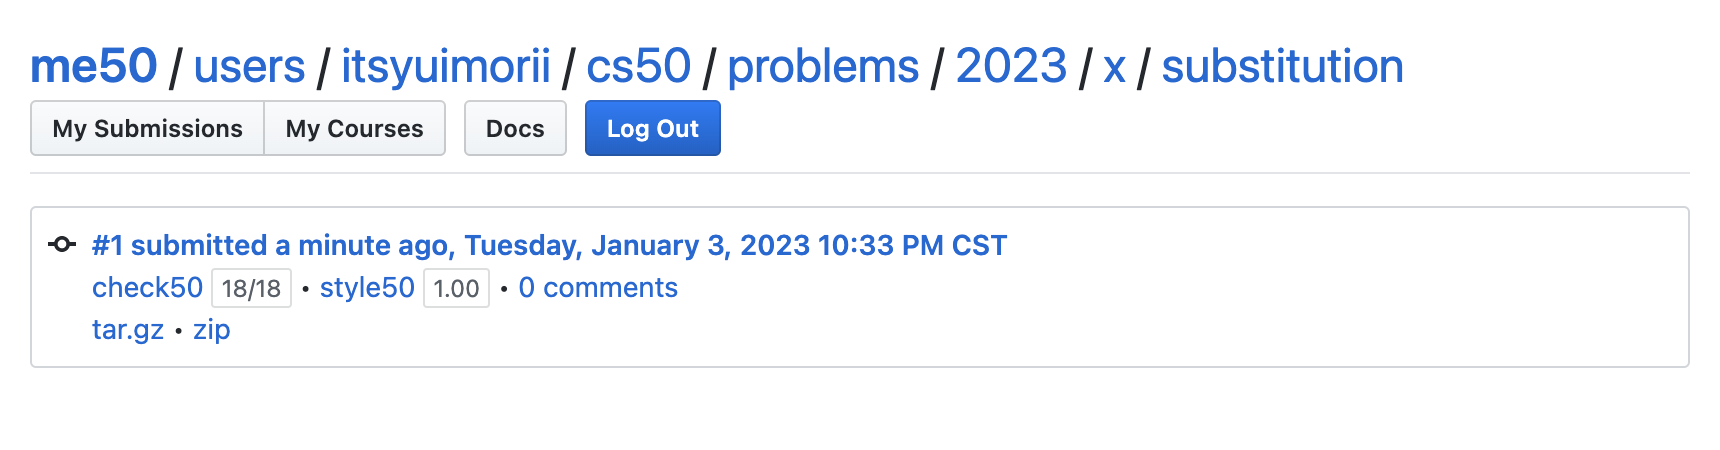 me50 / users / itsyuimorii / cs50 / problems / 2023 / x / substitution
My Submissions My Courses Docs Log Out
#1 submitted a minute ago, Tuesday, January 3, 2023 10:33 PM CST
check50 18/18 • style50 1.00 • 0 comments
tar.gz • zip